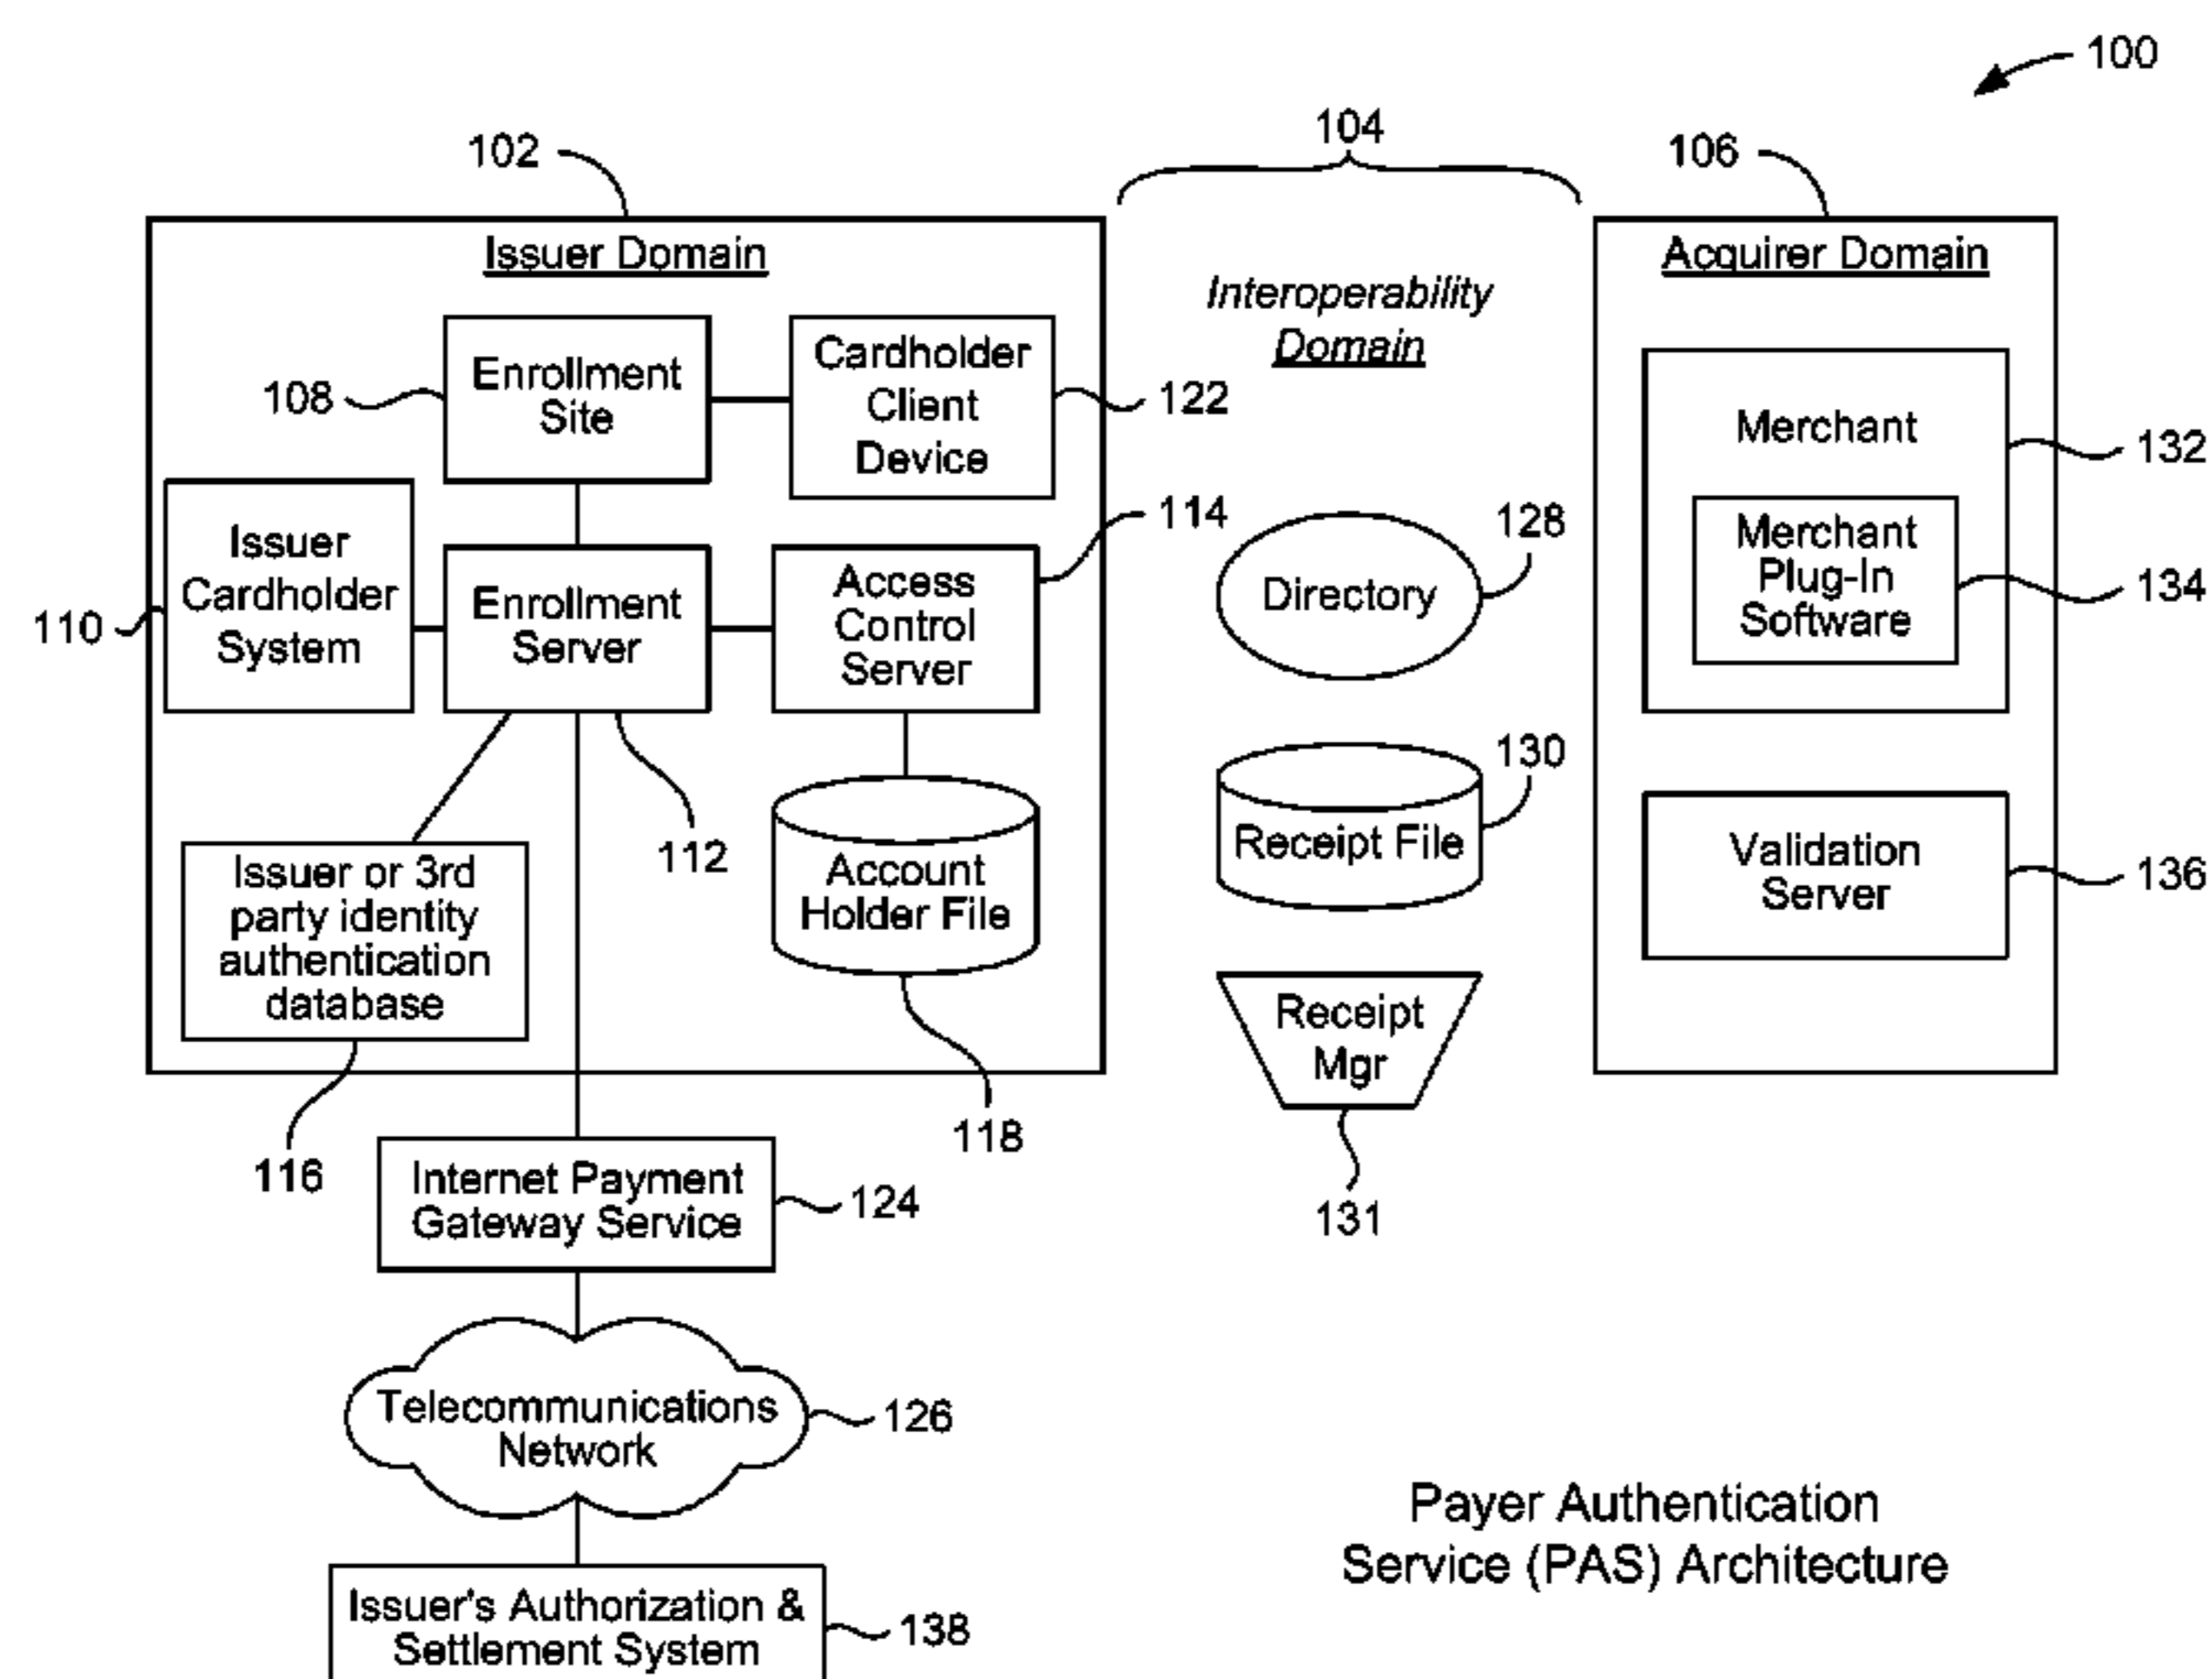 100
102
104
106
Issuer Domain
Interoperability
Domain
Acquirer Domain
108
Enrollment
Site
Cardholder
Client
Device
122
Merchant
132
110
Issuer
Cardholder
System
Enrollment
Server
112
Access
Control
Server
114
Directory
128
Merchant
Plug-In
Software
134
Issuer or 3rd
party identity
authentication
database
116
Account
Holder File
118
Receipt File
130
Validation
Server
136
Receipt
Mgr
131
Internet Payment
Gateway Service
124
Telecommunications
Network
126
Issuer's Authorization &
Settlement System
138
Payer Authentication
Service (PAS) Architecture